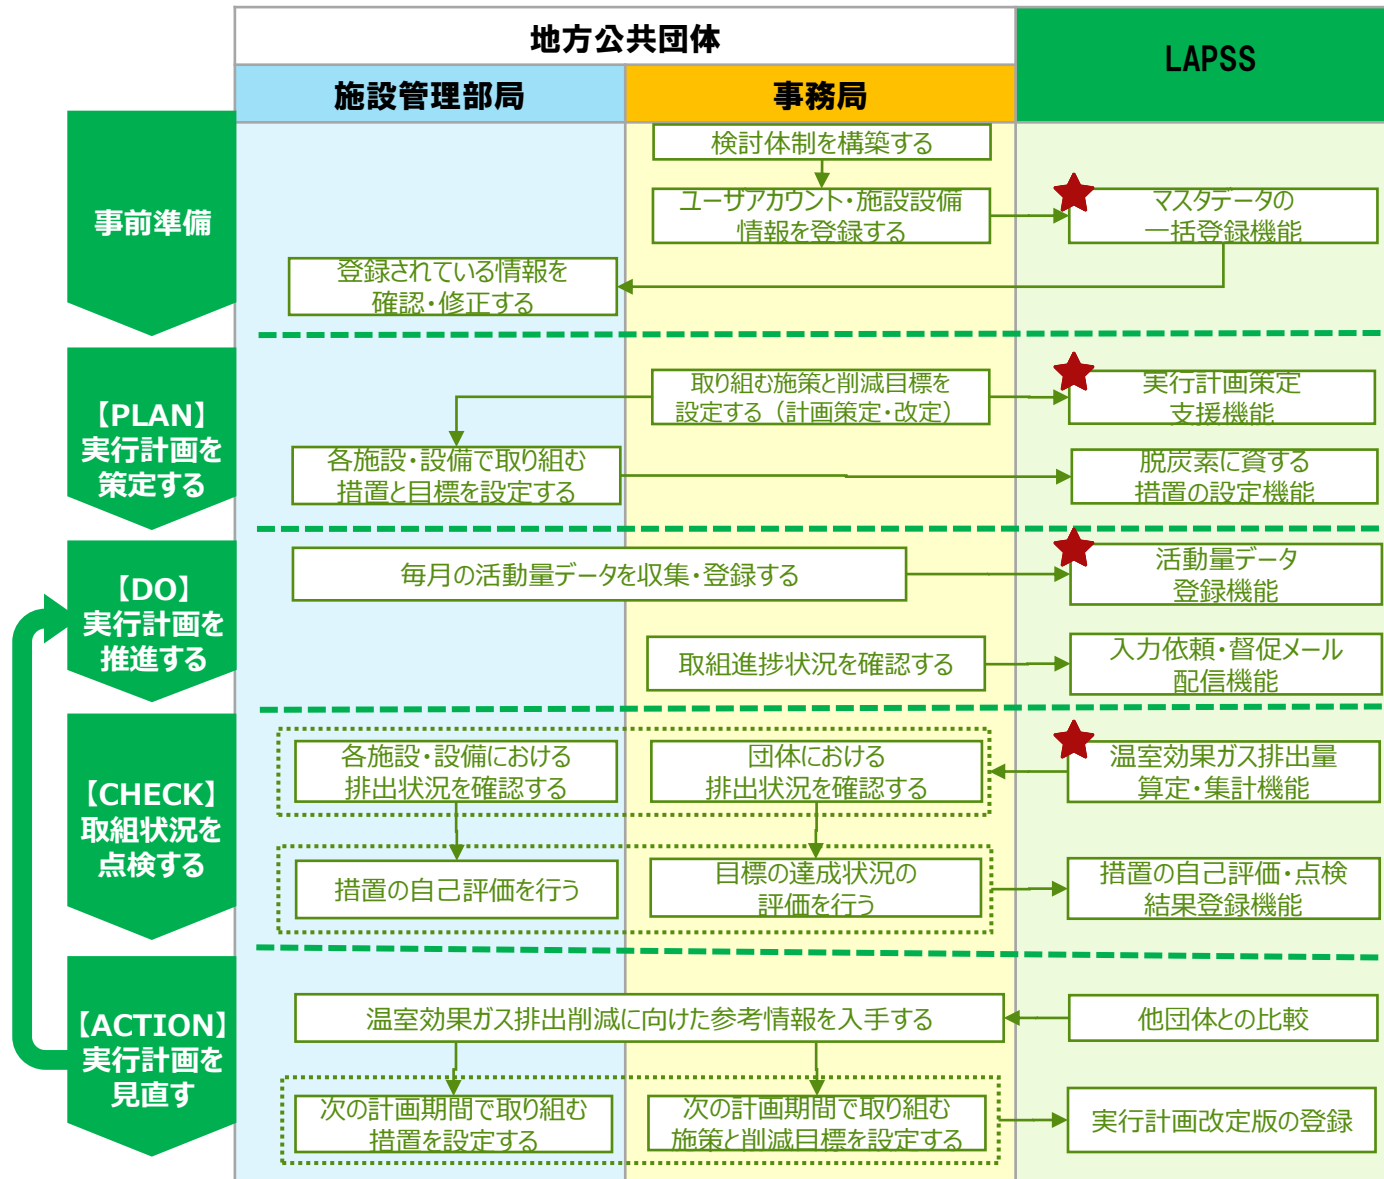 地方公共団体
LAPSS
施設管理部局
事務局
事前準備
検討体制を構築する
ユーザアカウント・施設設備
情報を登録する
マスタデータの
一括登録機能
登録されている情報を
確認・修正する
【PLAN】
実行計画を
策定する
取り組む施策と削減目標を
設定する（計画策定・改定）
実行計画策定
支援機能
各施設・設備で取り組む
措置と目標を設定する
脱炭素に資する
措置の設定機能
【DO】
実行計画を
推進する
毎月の活動量データを収集・登録する
活動量データ
登録機能
取組進捗状況を確認する
入力依頼・督促メール
配信機能
【CHECK】
取組状況を
点検する
各施設・設備における
排出状況を確認する
団体における
排出状況を確認する
温室効果ガス排出量
算定・集計機能
措置の自己評価を行う
目標の達成状況の
評価を行う
措置の自己評価・点検
結果登録機能
【ACTION】
実行計画を
見直す
温室効果ガス排出削減に向けた参考情報を入手する
他団体との比較
次の計画期間で取り組む
措置を設定する
次の計画期間で取り組む
施策と削減目標を設定する
実行計画改定版の登録